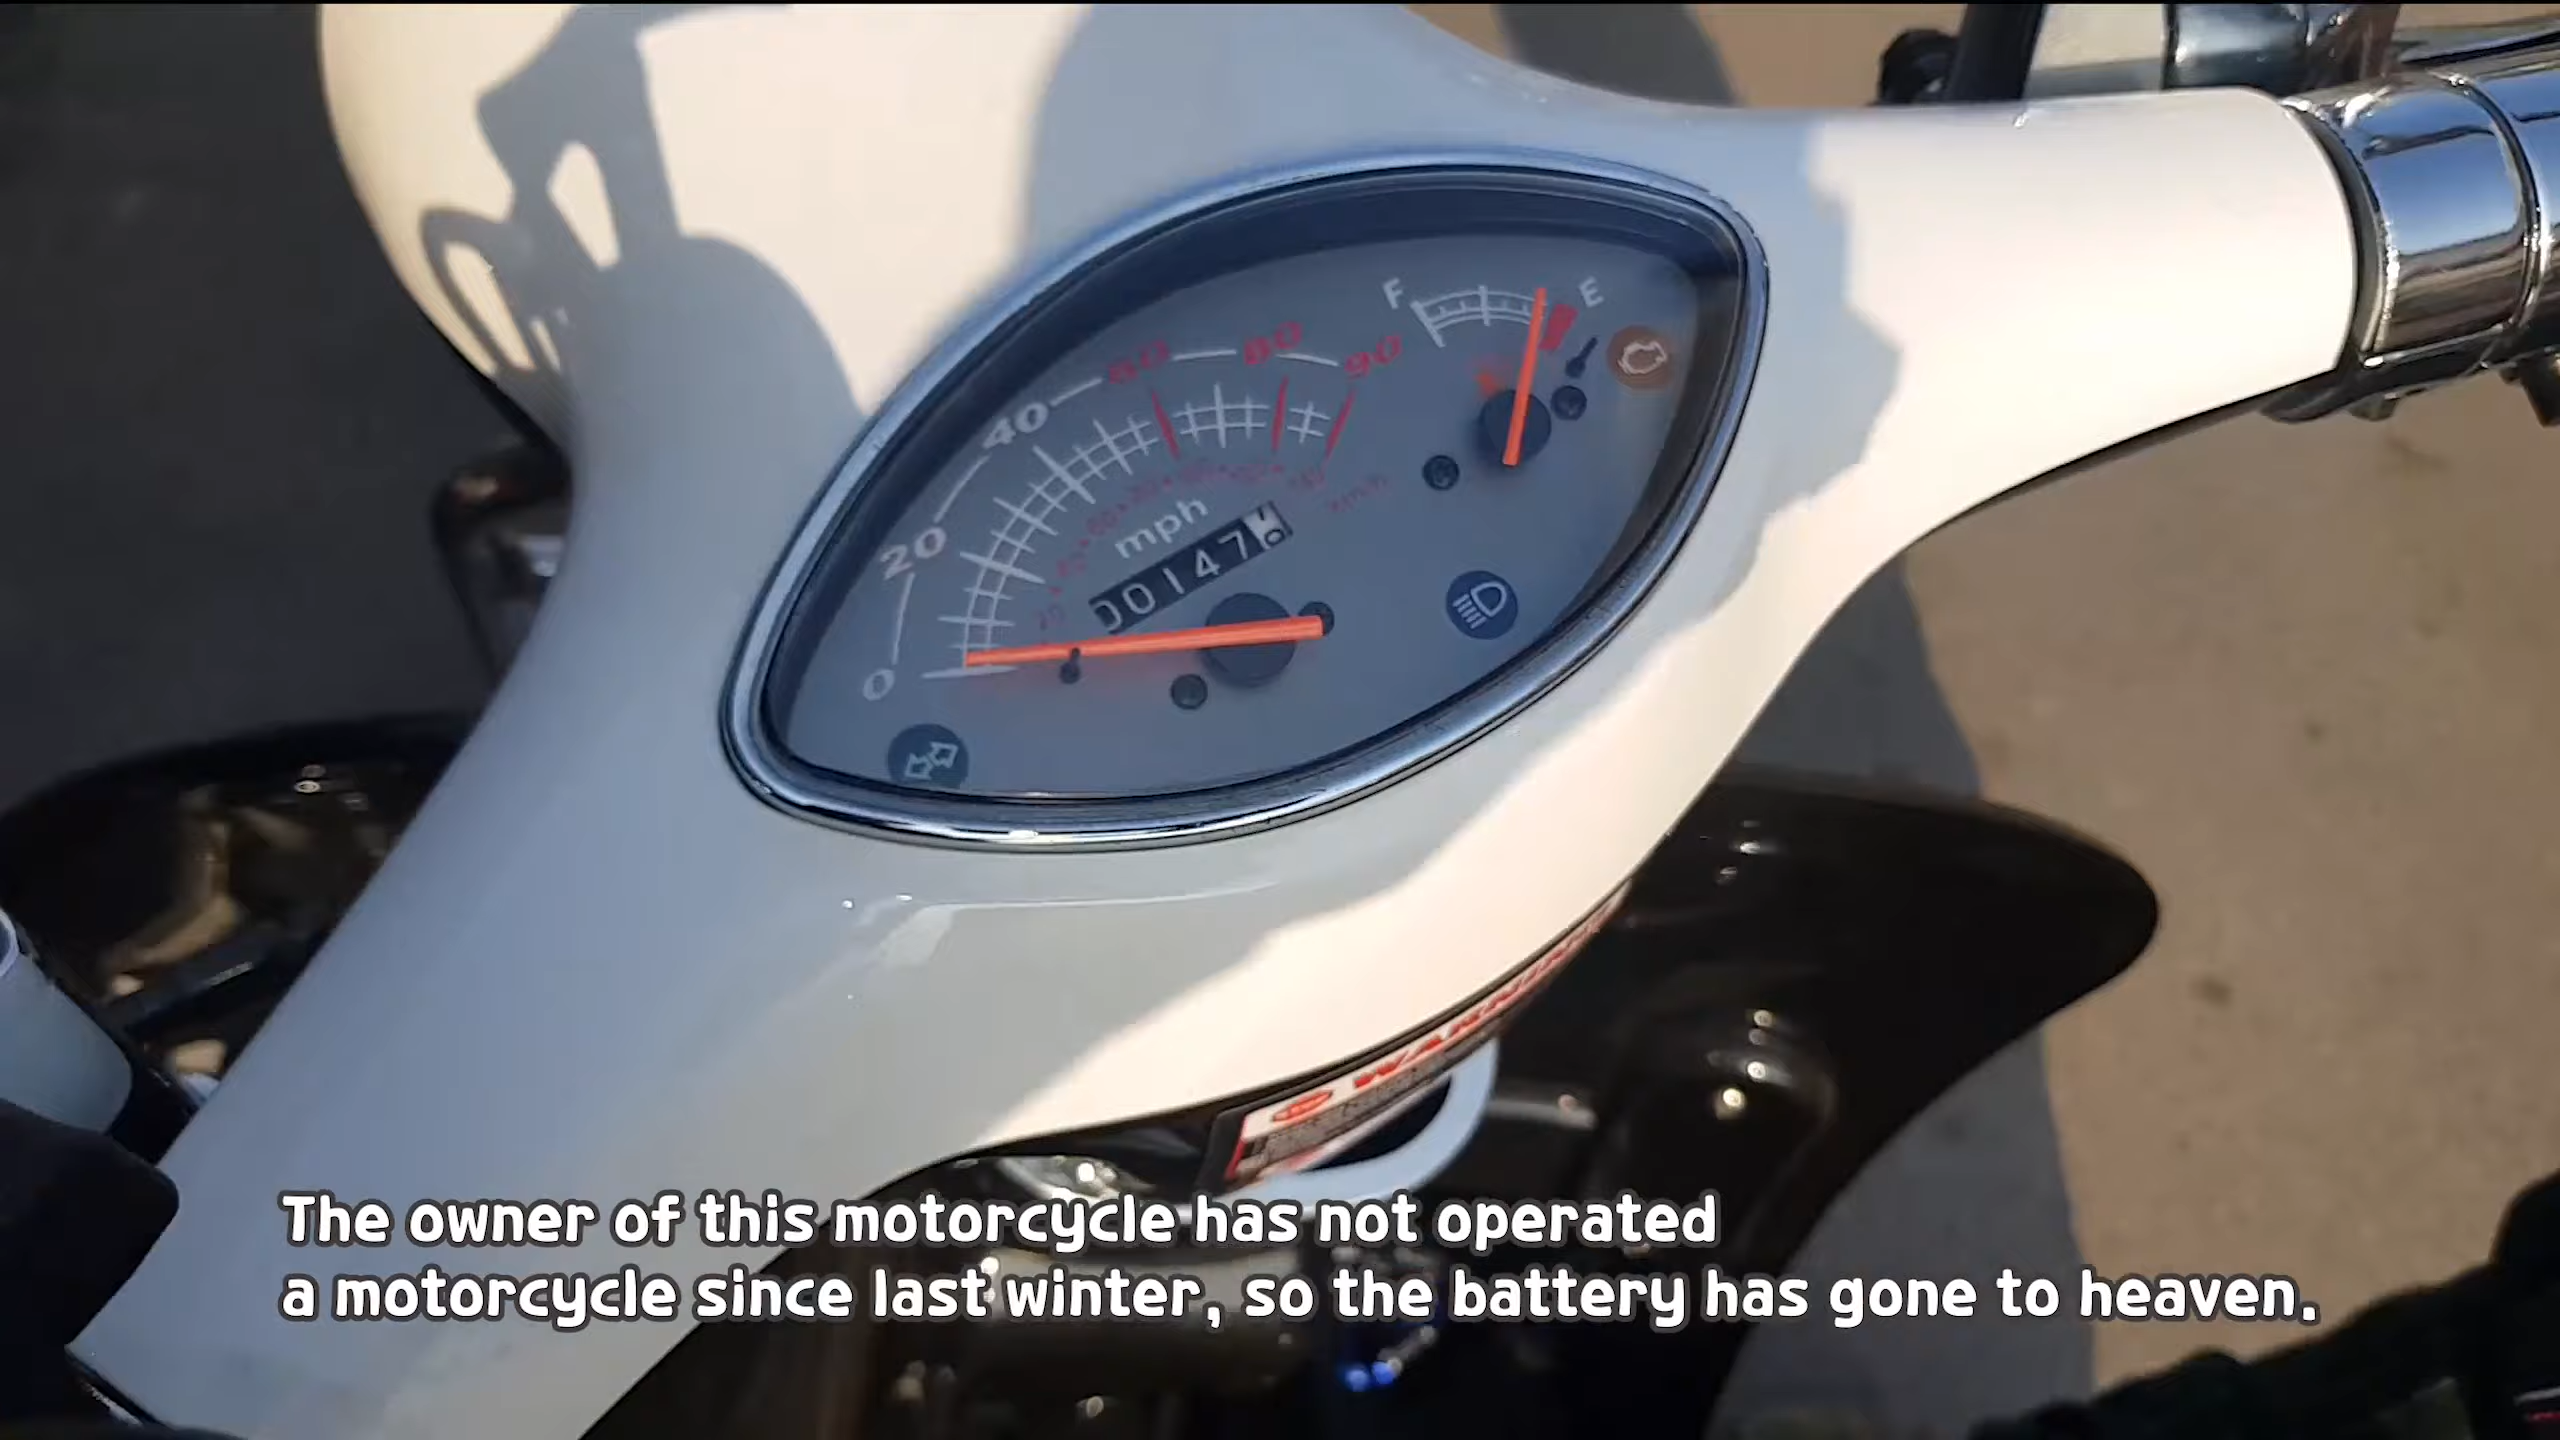 F E
60 80 90
40
20
0
mph
00147
WARNING
The owner of this motorcycle has not operated
a motorcycle since last winter, so the battery has gone to heaven.